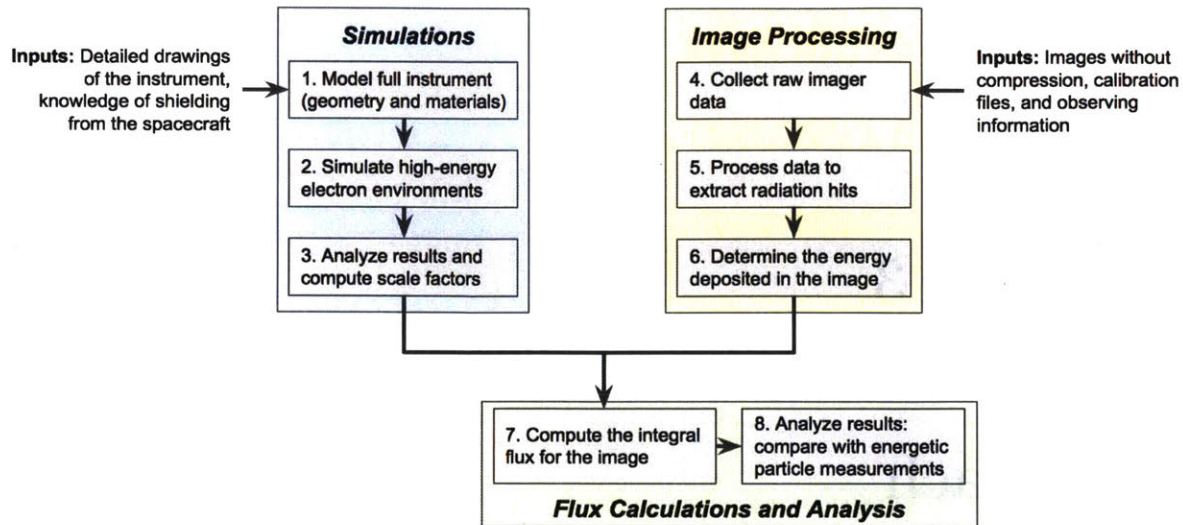 Simulations
Inputs: Detailed drawings
of the instrument,
knowledge of shielding
from the spacecraft
1. Model full instrument
(geometry and materials)
2. Simulate high-energy
electron environments
3. Analyze results and
compute scale factors
Image Processing
4. Collect raw imager
data
Inputs: Images without
compression, calibration
files, and observing
information
5. Process data to
extract radiation hits
6. Determine the energy
deposited in the image
7. Compute the integral
flux for the image
8. Analyze results:
compare with energetic
particle measurements
Flux Calculations and Analysis